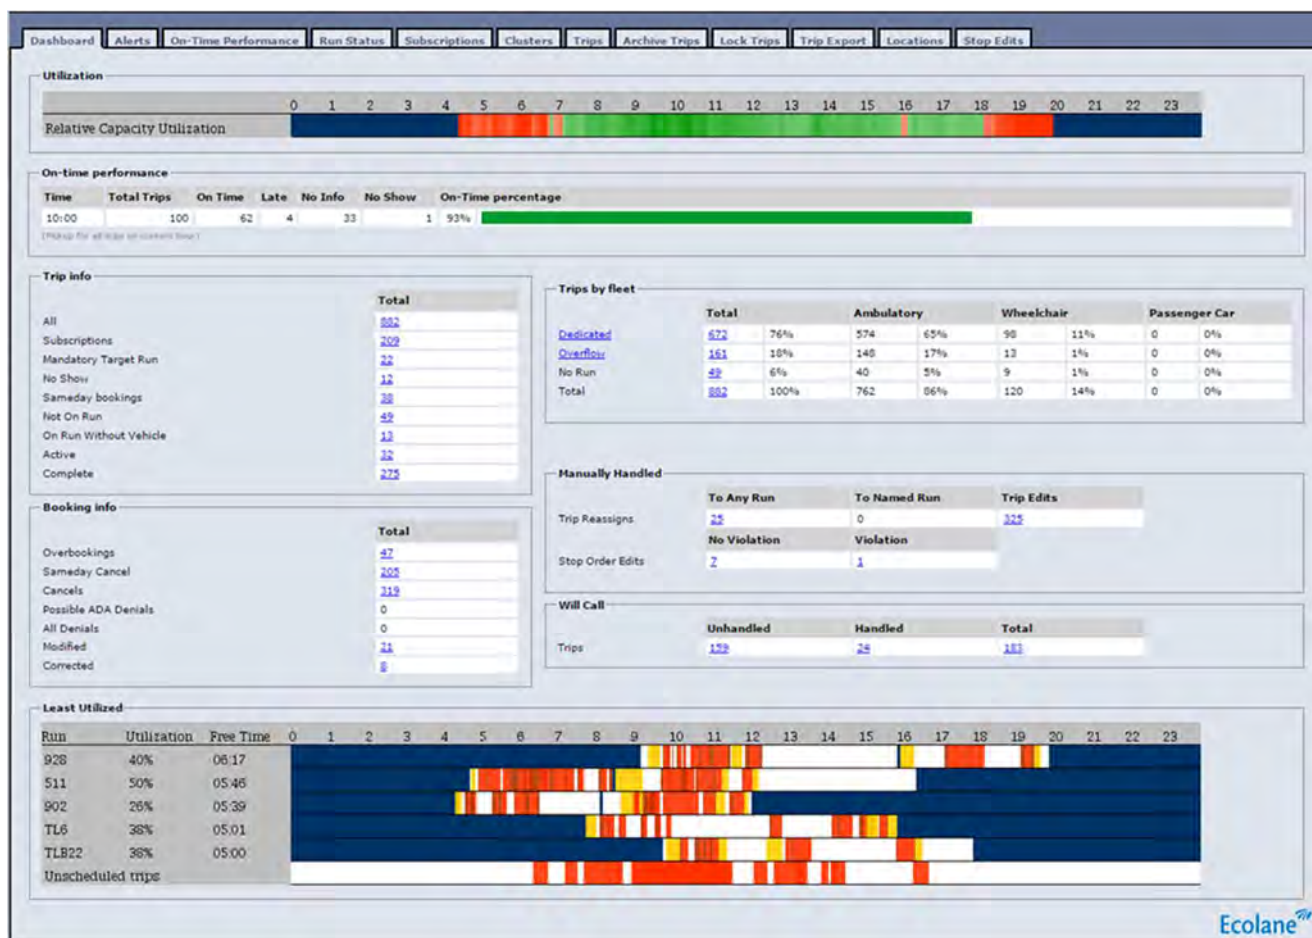 Dashboard Alerts On-Time Performance Run Status Subscriptions Clusters Trips Archive Trips Lock Trips Trip Export Locations Stop Edits
Utilization
0 1 2 3 4 5 6 7 8 9 10 11 12 13 14 15 16 17 18 19 20 21 22 23
Relative Capacity Utilization
On-time performance
Time Total Trips On Time Late No Info No Show On-Time percentage
10:00 100 62 4 33 1 93%
Trip info
Total
All 882
Subscriptions 209
Mandatory Target Run 22
No Show 12
Sameday bookings 38
Not On Run 49
On Run Without Vehicle 13
Active 32
Complete 275
Booking info
Total
Overbookings 47
Sameday Cancel 205
Cancels 319
Possible ADA Denials 0
All Denials 0
Modified 21
Corrected 8
Trips by fleet
Total Ambulatory Wheelchair Passenger Car
Dedicated 672 76% 574 65% 98 11% 0 0%
Overflow 161 18% 148 17% 13 1% 0 0%
No Run 49 6% 40 5% 9 1% 0 0%
Total 882 100% 762 86% 120 14% 0 0%
Manually Handled
To Any Run To Named Run Trip Edits
Trip Reassigns 25 0 325
No Violation Violation
Stop Order Edits 7 1
Will Call
Unhandled Handled Total
Trips 159 24 183
Least Utilized
Run Utilization Free Time 0 1 2 3 4 5 6 7 8 9 10 11 12 13 14 15 16 17 18 19 20 21 22 23
928 40% 06:17
511 50% 05:46
902 26% 05:39
TL6 38% 05:01
TLB22 38% 05:00
Unscheduled trips
Ecolane